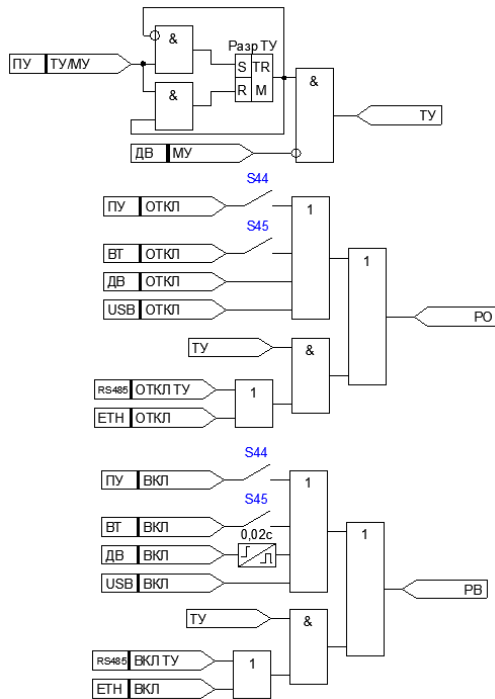 &
Разр ТУ
ПУ ТУ/МУ
S TR
&
&
R M
ТУ
ДВ МУ
S44
ПУ ОТКЛ
1
S45
ВТ ОТКЛ
1
ДВ ОТКЛ
USB ОТКЛ
РО
ТУ
&
RS485 ОТКЛ ТУ
1
ETH ОТКЛ
S44
ПУ ВКЛ
1
S45
ВТ ВКЛ
0,02с
1
ДВ ВКЛ
USB ВКЛ
РВ
ТУ
&
RS485 ВКЛ ТУ
1
ETH ВКЛ